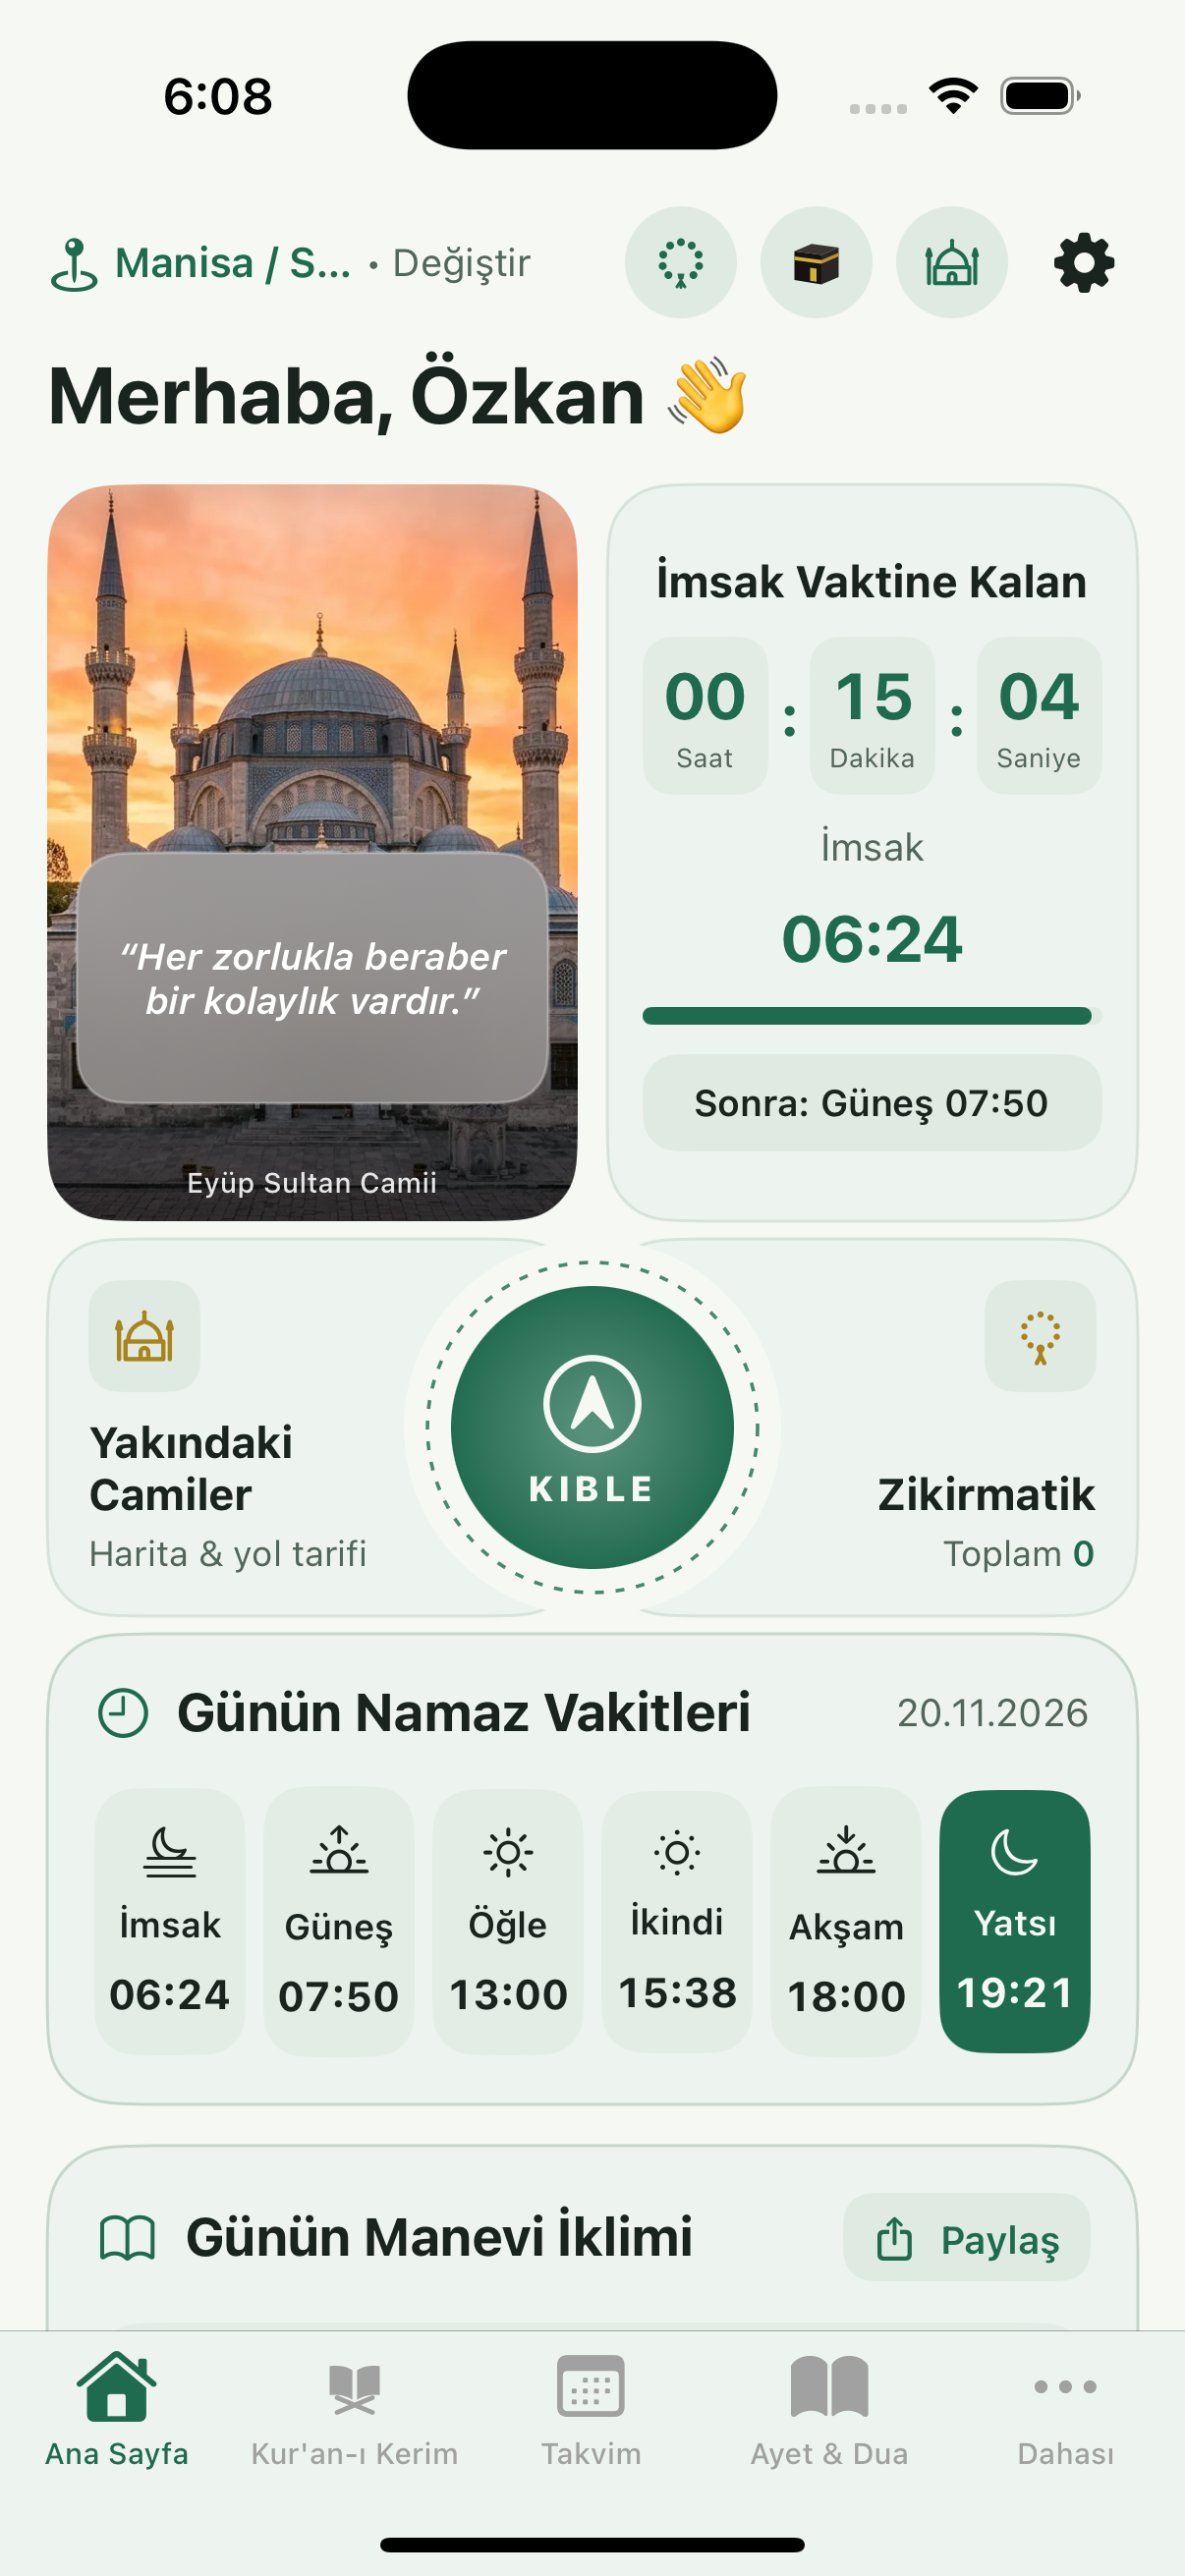 6:08
Manisa / S... • Değiştir
Merhaba, Özkan 👋
“Her zorlukla beraber
bir kolaylık vardır.”
Eyüp Sultan Camii
İmsak Vaktine Kalan
00 : 15 : 04
Saat Dakika Saniye
İmsak
06:24
Sonra: Güneş 07:50
Yakındaki
Camiler
Harita & yol tarifi
KIBLE
Zikirmatik
Toplam 0
Günün Namaz Vakitleri 20.11.2026
İmsak Güneş Öğle İkindi Akşam Yatsı
06:24 07:50 13:00 15:38 18:00 19:21
Günün Manevi İklimi Paylaş
Ana Sayfa Kur'an-ı Kerim Takvim Ayet & Dua Dahası